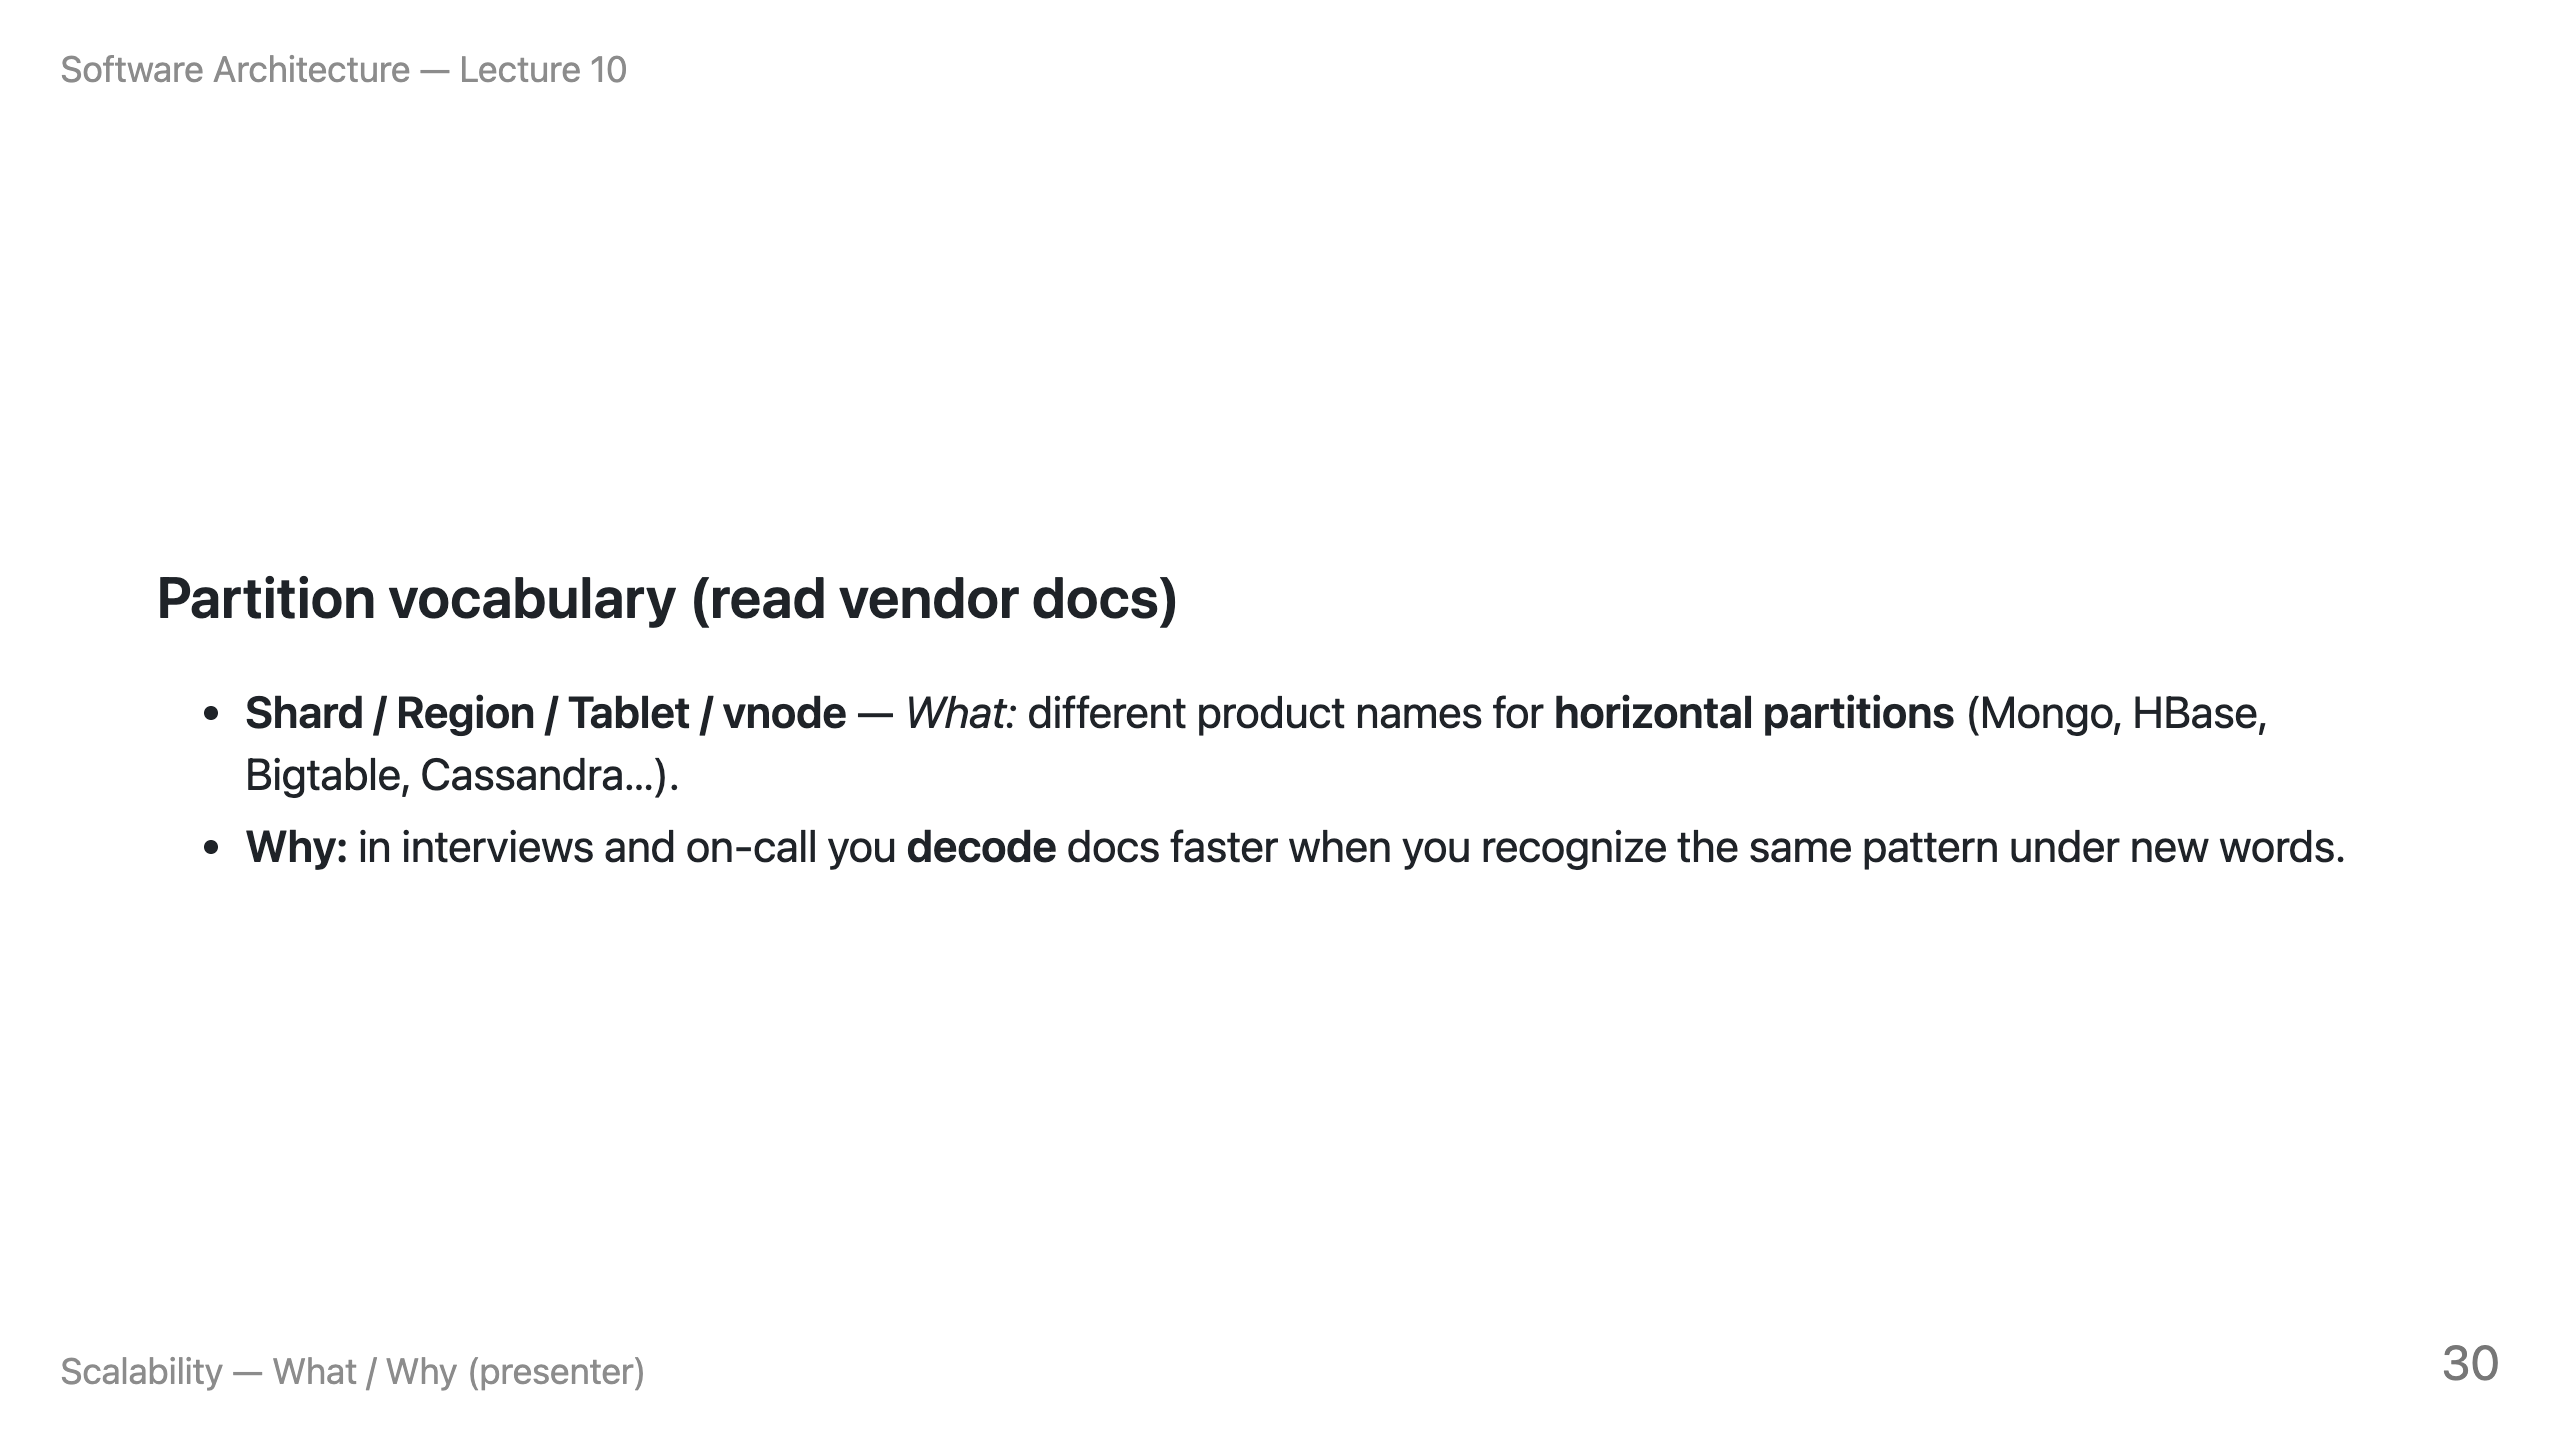 Software Architecture — Lecture 10
Partition vocabulary (read vendor docs)
• Shard / Region / Tablet / vnode — What: different product names for horizontal partitions (Mongo, HBase,
Bigtable, Cassandra...).
• Why: in interviews and on-call you decode docs faster when you recognize the same pattern under new words.
Scalability — What / Why (presenter)
30